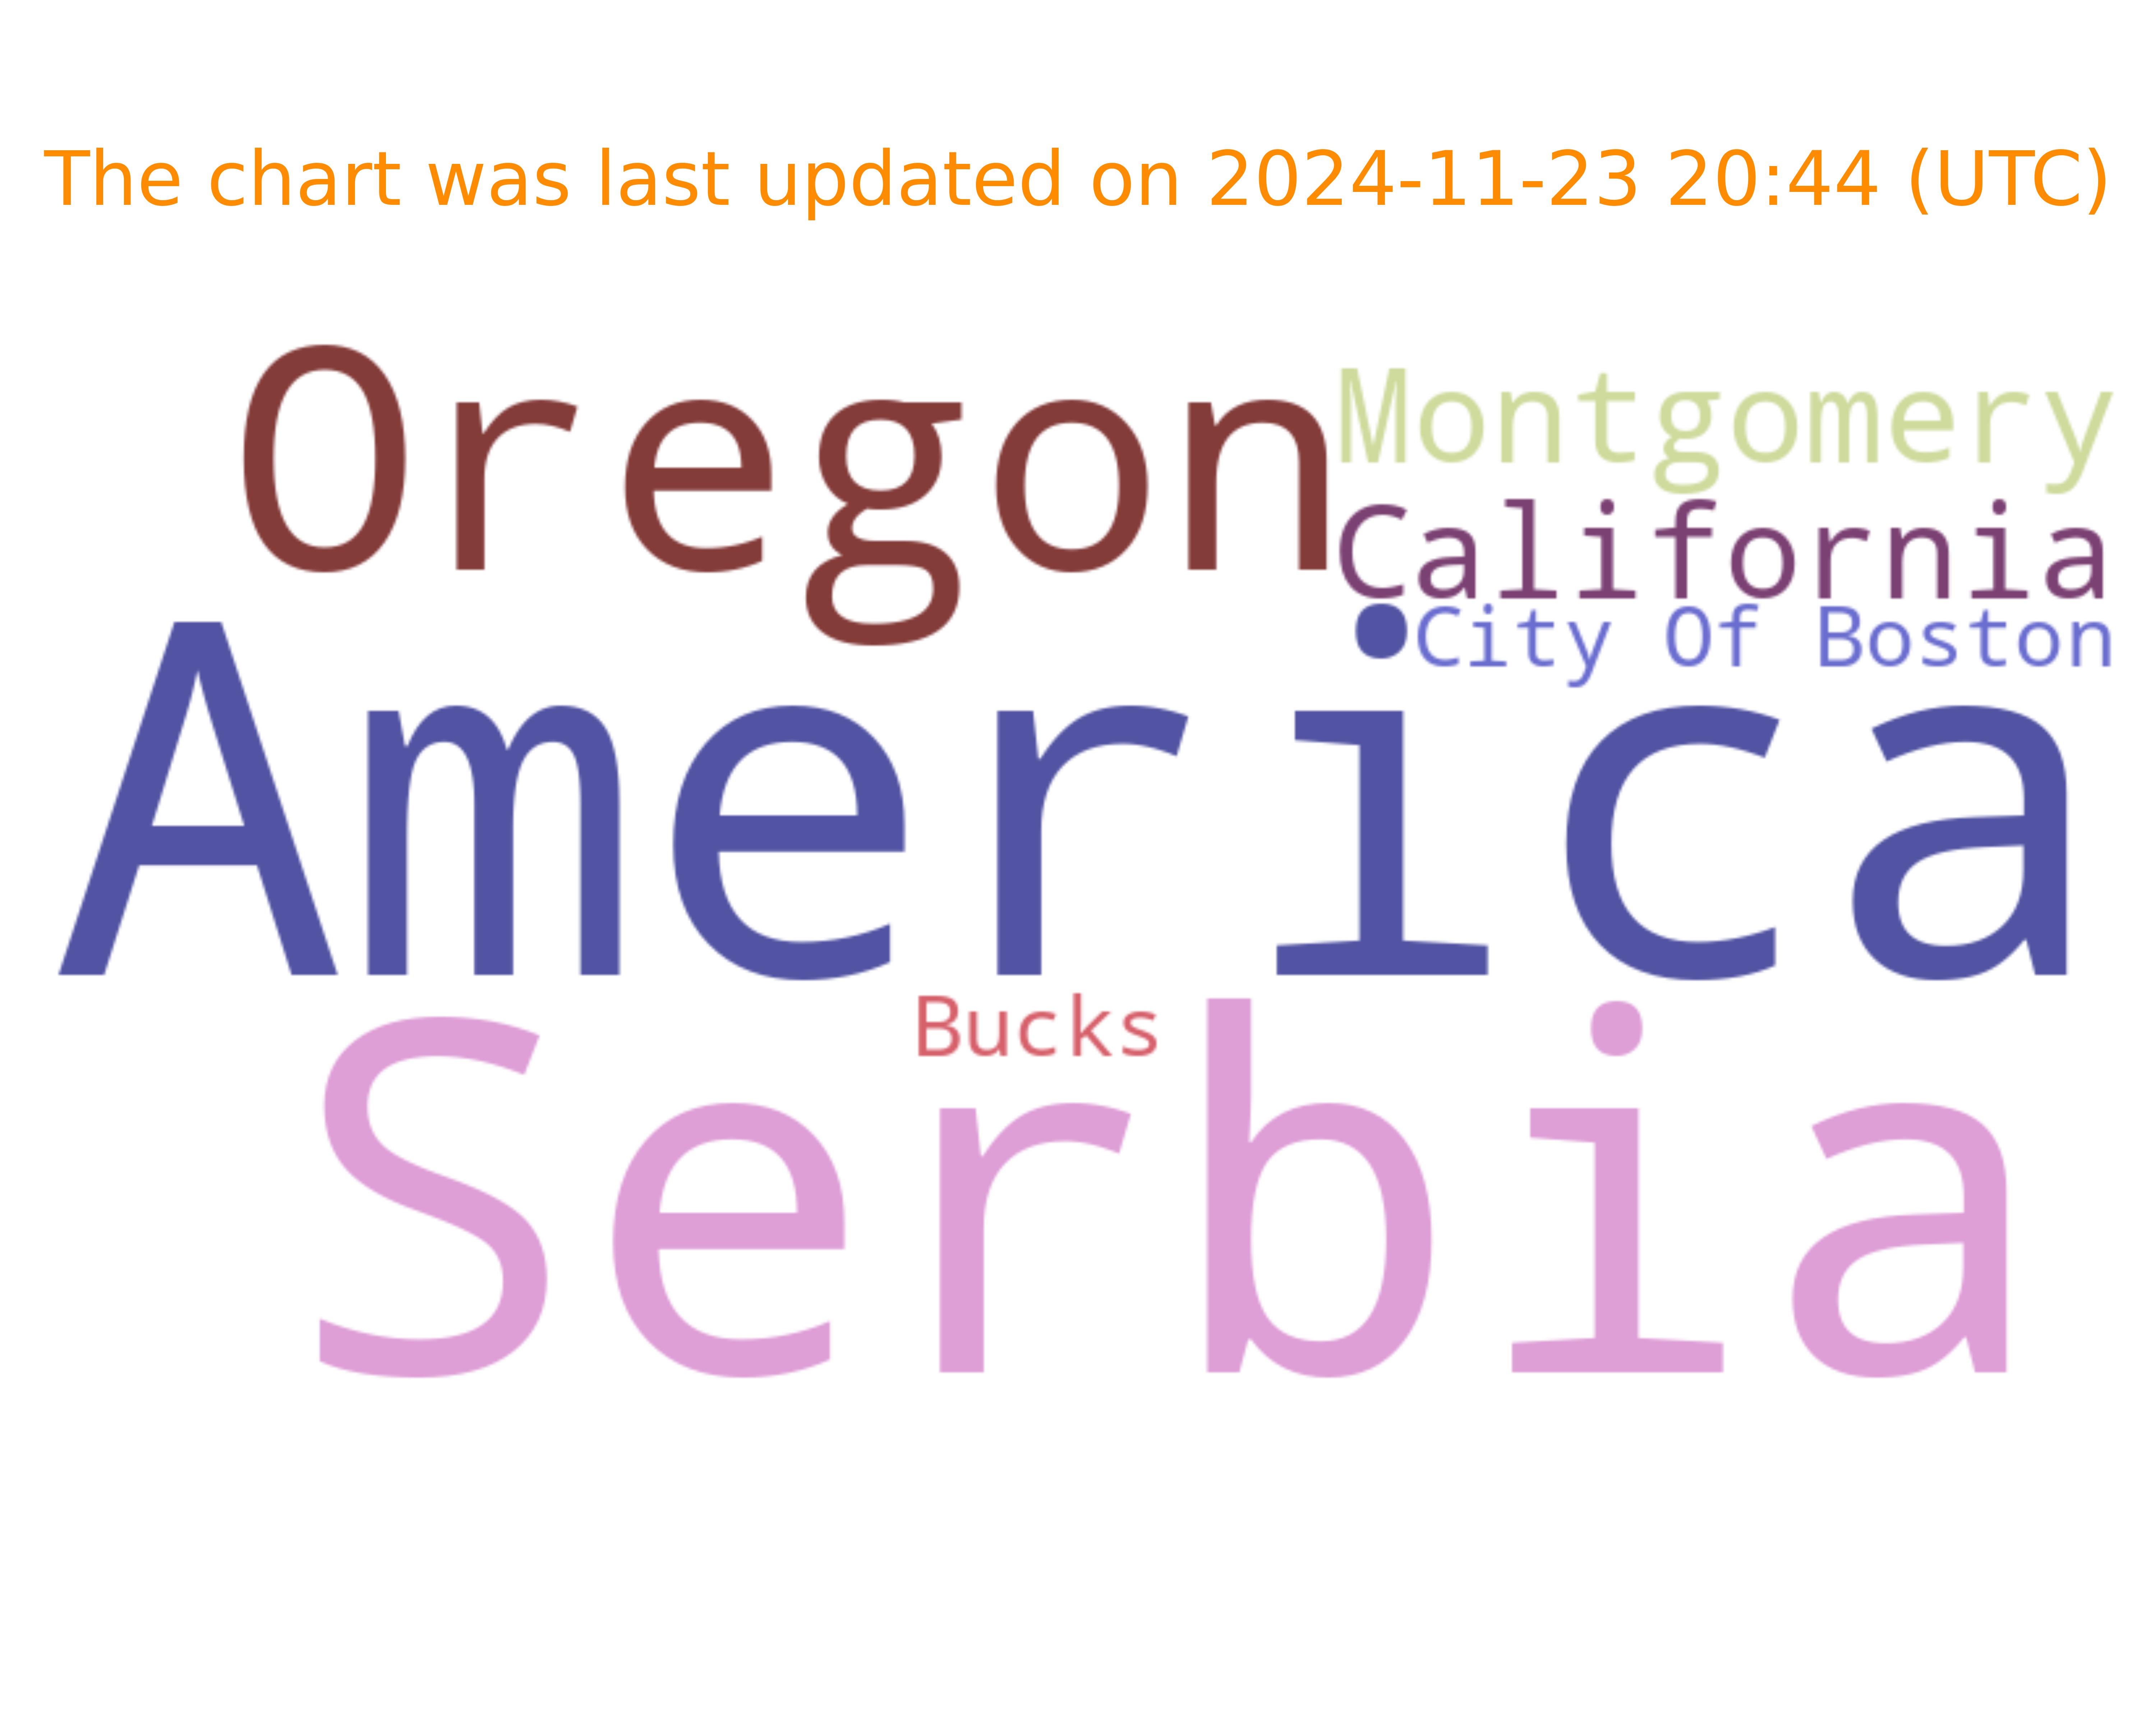 The chart was last updated on 2024-11-23 20:44 (UTC)
Oregon
Montgomery
California
City Of Boston
America
Bucks
Serbia